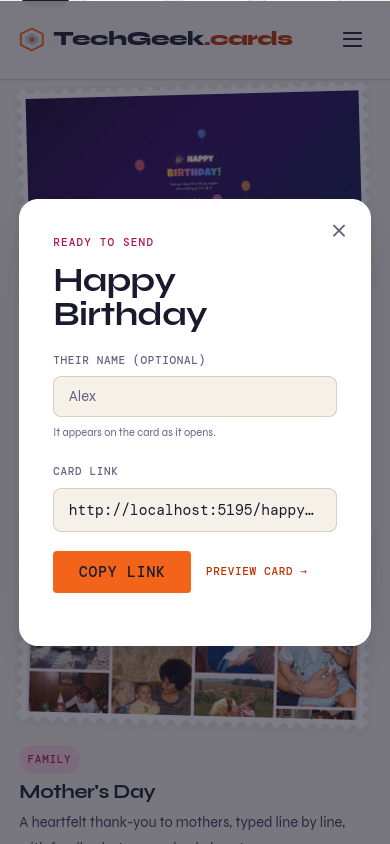 TechGeek.cards
HAPPY
BIRTHDAY!
READY TO SEND
Happy
Birthday
THEIR NAME (OPTIONAL)
Alex
It appears on the card as it opens.
CARD LINK
http://localhost:5195/happy…
COPY LINK
PREVIEW CARD →
FAMILY
Mother's Day
A heartfelt thank-you to mothers, typed line by line,